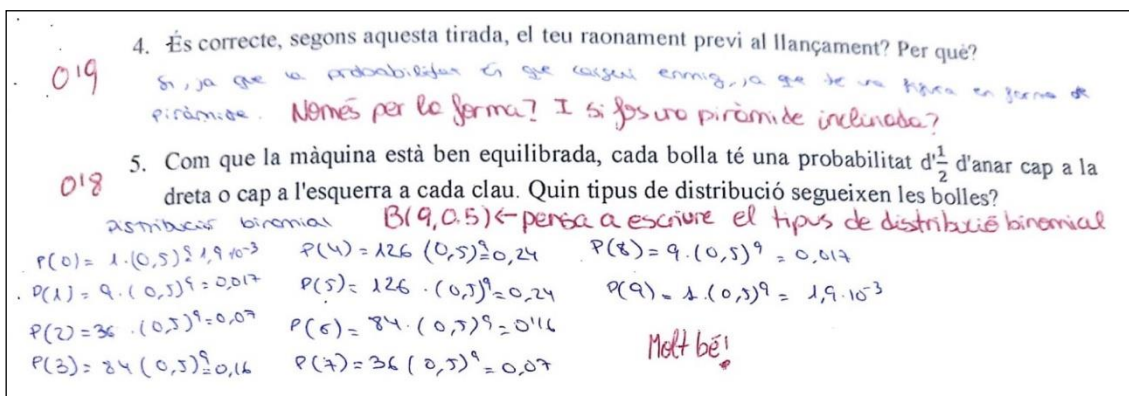 4. És correcte, segons aquesta tirada, el teu raonament previ al llançament? Per què?
0'9
Si, ja que la probabilitat és que caigui enmig, ja que te una figura en forma de
piràmide. Només per la forma? I si fos una piràmide inclinada?
5. Com que la màquina està ben equilibrada, cada bolla té una probabilitat d'1/2 d'anar cap a la
0'8
dreta o cap a l'esquerra a cada clau. Quin tipus de distribució segueixen les bolles?
Distribució binomial B(9,0.5) ← pensa a escriure el tipus de distribució binomial
P(0) = 1·(0,5)⁹ = 1,9·10⁻³ P(4) = 126 (0,5)⁹ = 0,24 P(8) = 9·(0,5)⁹ = 0,017
P(1) = 9·(0,5)⁹ = 0,017 P(5) = 126·(0,5)⁹ = 0,24 P(9) = 1·(0,5)⁹ = 1,9·10⁻³
P(2) = 36·(0,5)⁹ = 0,07 P(6) = 84·(0,5)⁹ = 0'16
P(3) = 84 (0,5)⁹ = 0,16 P(7) = 36 (0,5)⁹ = 0,07 Molt bé!